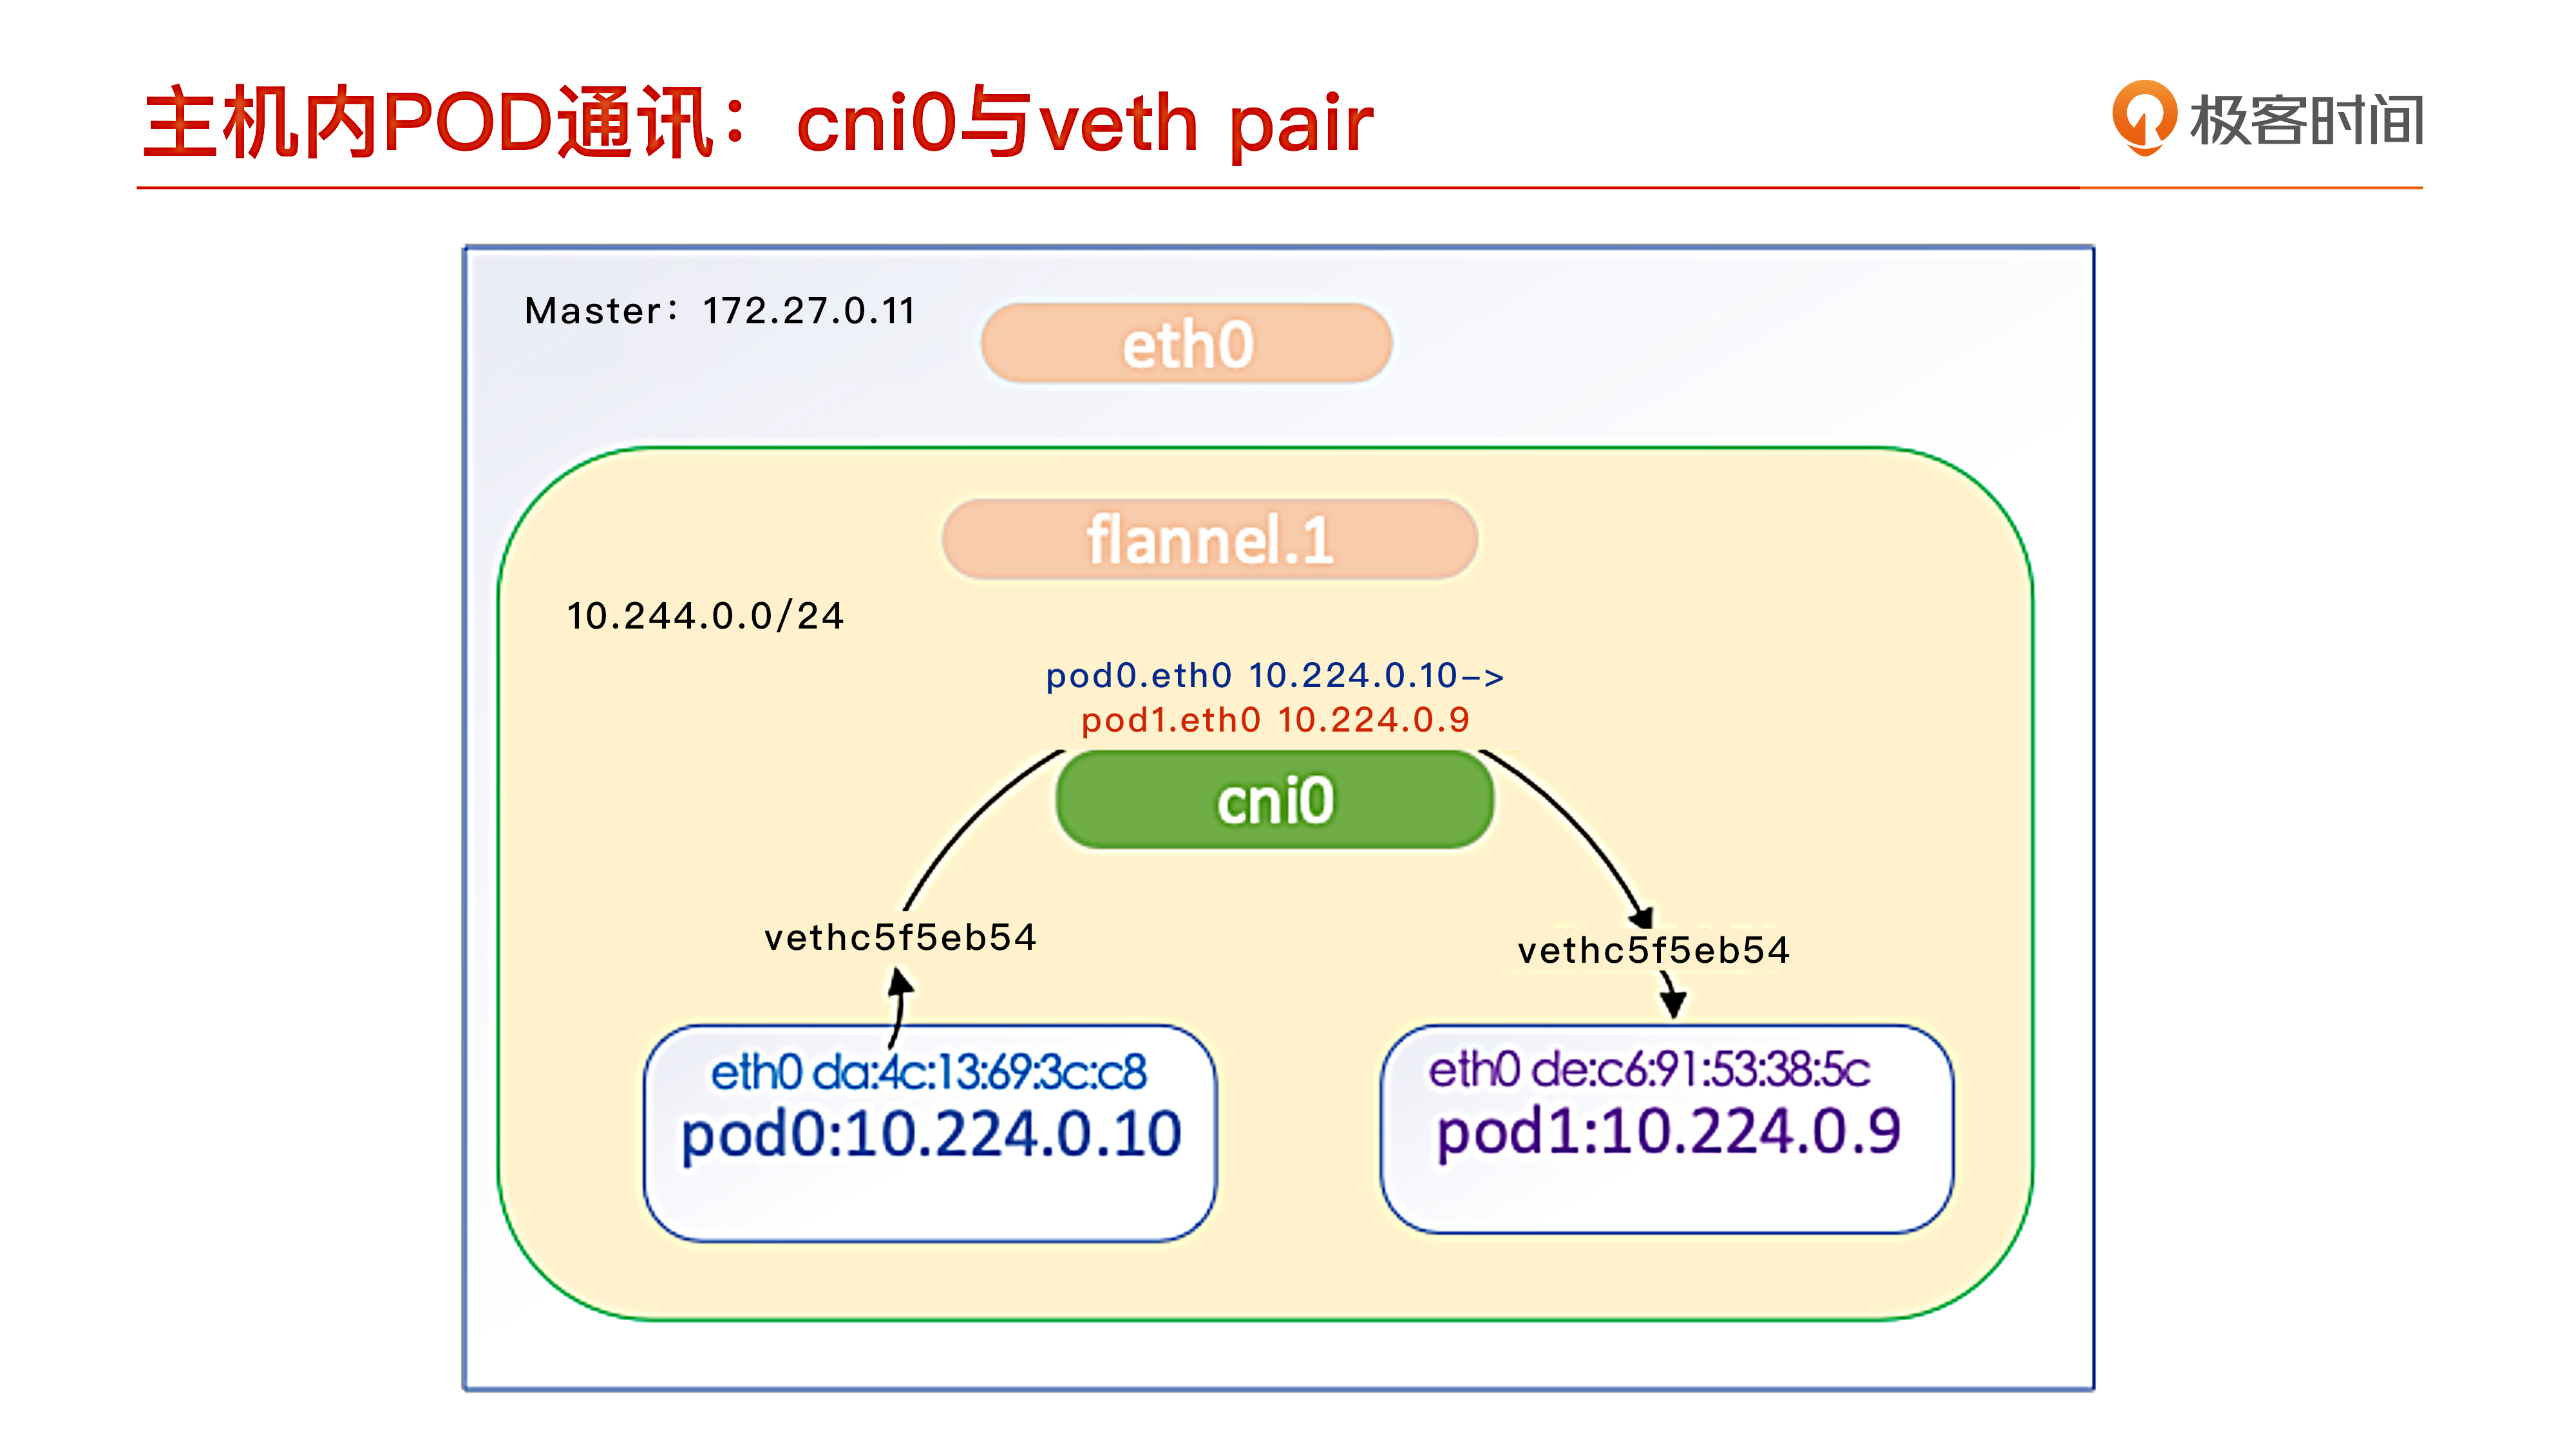 主机内POD通讯：cni0与veth pair
极客时间
Master：172.27.0.11
eth0
flannel.1
10.244.0.0/24
pod0.eth0 10.224.0.10–>
pod1.eth0 10.224.0.9
cni0
vethc5f5eb54
vethc5f5eb54
eth0 da:4c:13:69:3c:c8
pod0:10.224.0.10
eth0 de:c6:91:53:38:5c
pod1:10.224.0.9